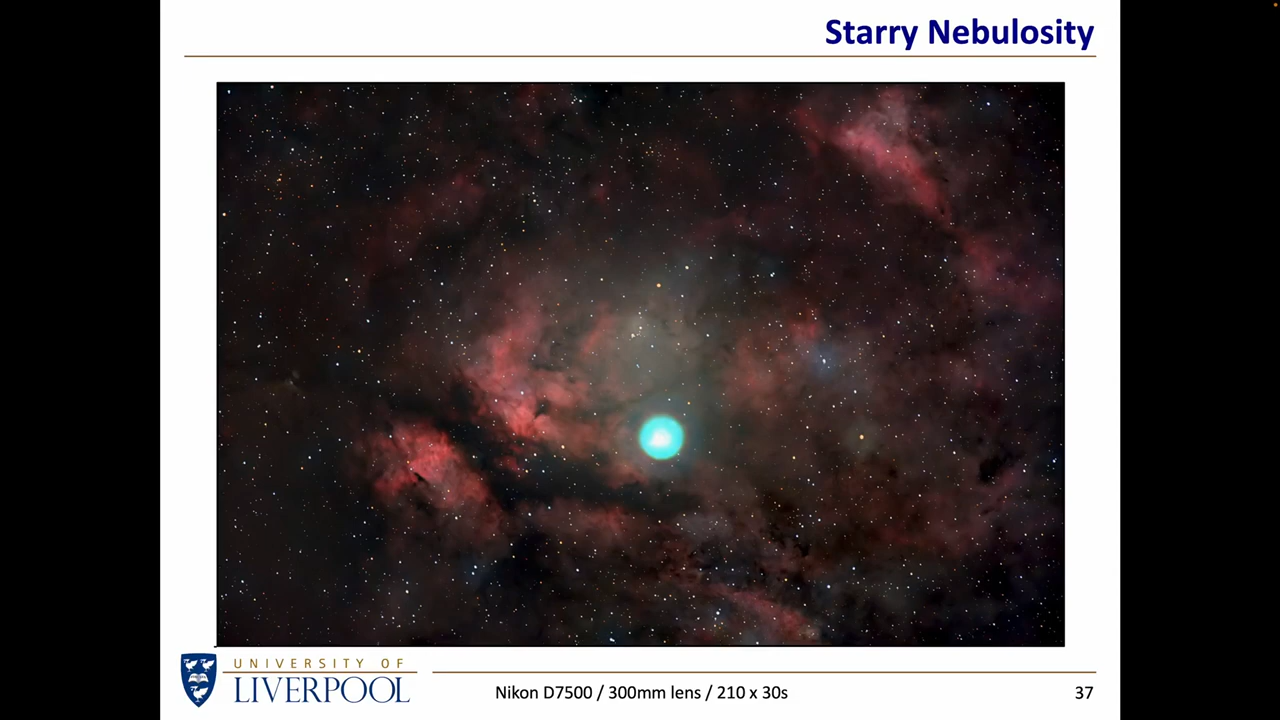 Starry Nebulosity
UNIVERSITY OF
LIVERPOOL
Nikon D7500 / 300mm lens / 210 x 30s
37